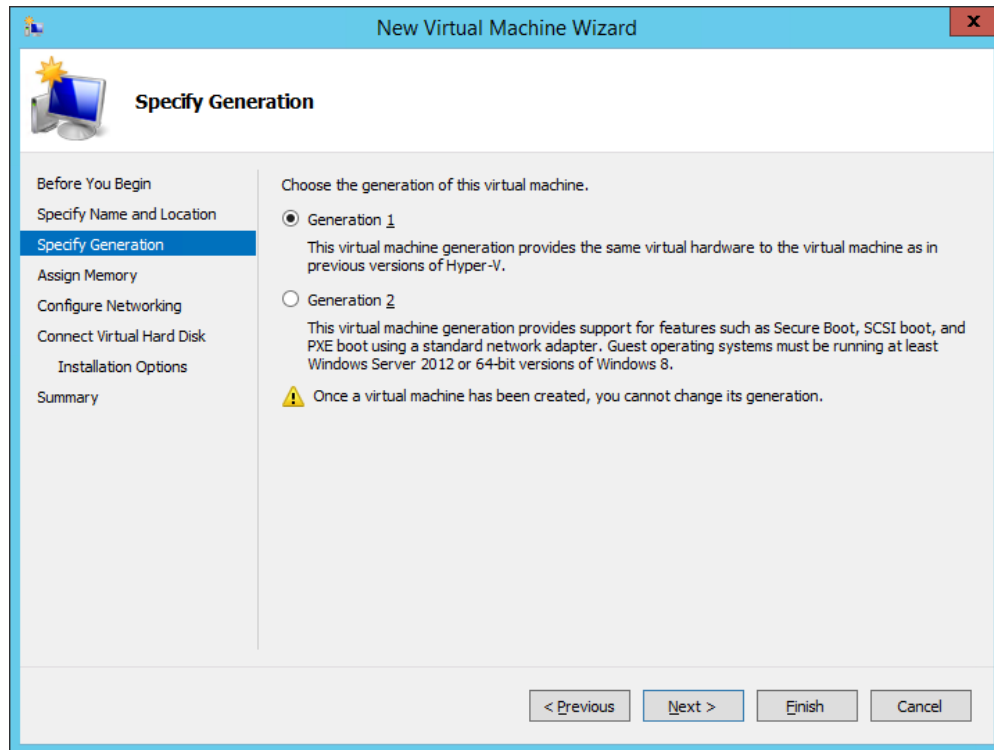 New Virtual Machine Wizard
x
Specify Generation
Before You Begin
Specify Name and Location
Specify Generation
Assign Memory
Configure Networking
Connect Virtual Hard Disk
Installation Options
Summary
Choose the generation of this virtual machine.
Generation 1
This virtual machine generation provides the same virtual hardware to the virtual machine as in
previous versions of Hyper-V.
Generation 2
This virtual machine generation provides support for features such as Secure Boot, SCSI boot, and
PXE boot using a standard network adapter. Guest operating systems must be running at least
Windows Server 2012 or 64-bit versions of Windows 8.
Once a virtual machine has been created, you cannot change its generation.
< Previous
Next >
Finish
Cancel